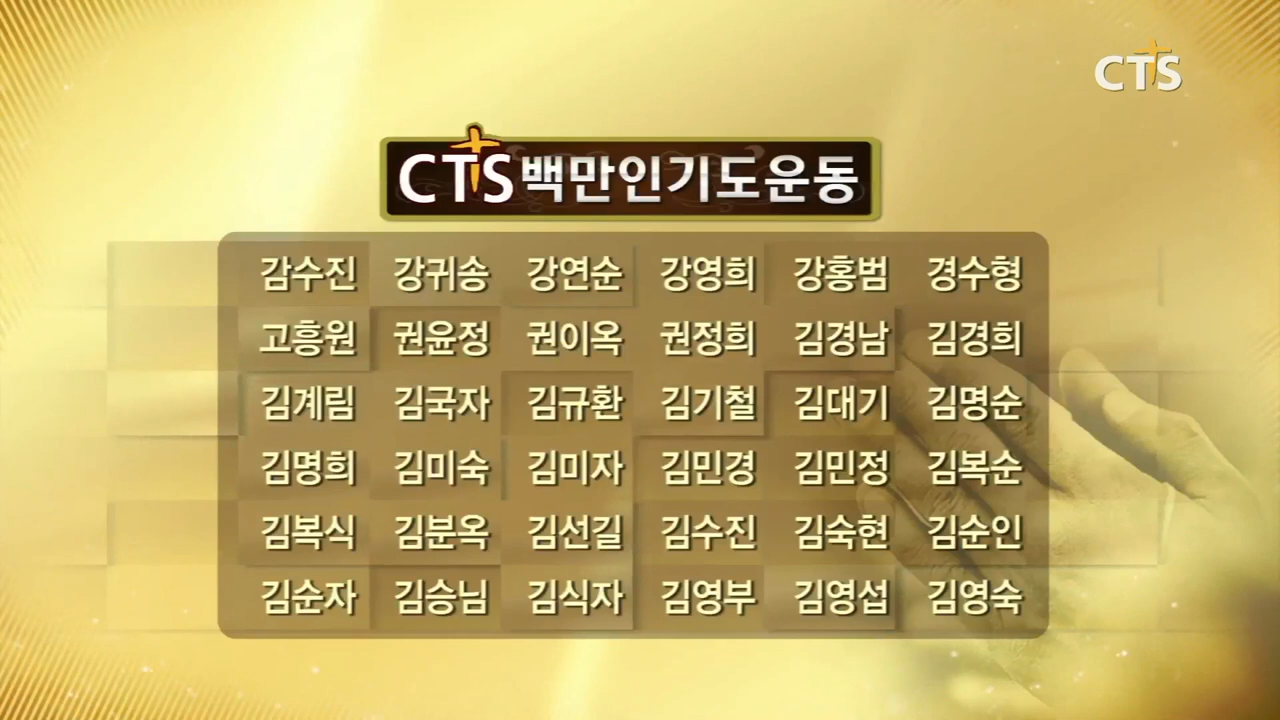 CTS
CTS백만인기도운동
감수진 강귀송 강연순 강영희 강홍범 경수형
고흥원 권윤정 권이옥 권정희 김경남 김경희
김계림 김국자 김규환 김기철 김대기 김명순
김명희 김미숙 김미자 김민경 김민정 김복순
김복식 김분옥 김선길 김수진 김숙현 김순인
김순자 김승님 김식자 김영부 김영섭 김영숙